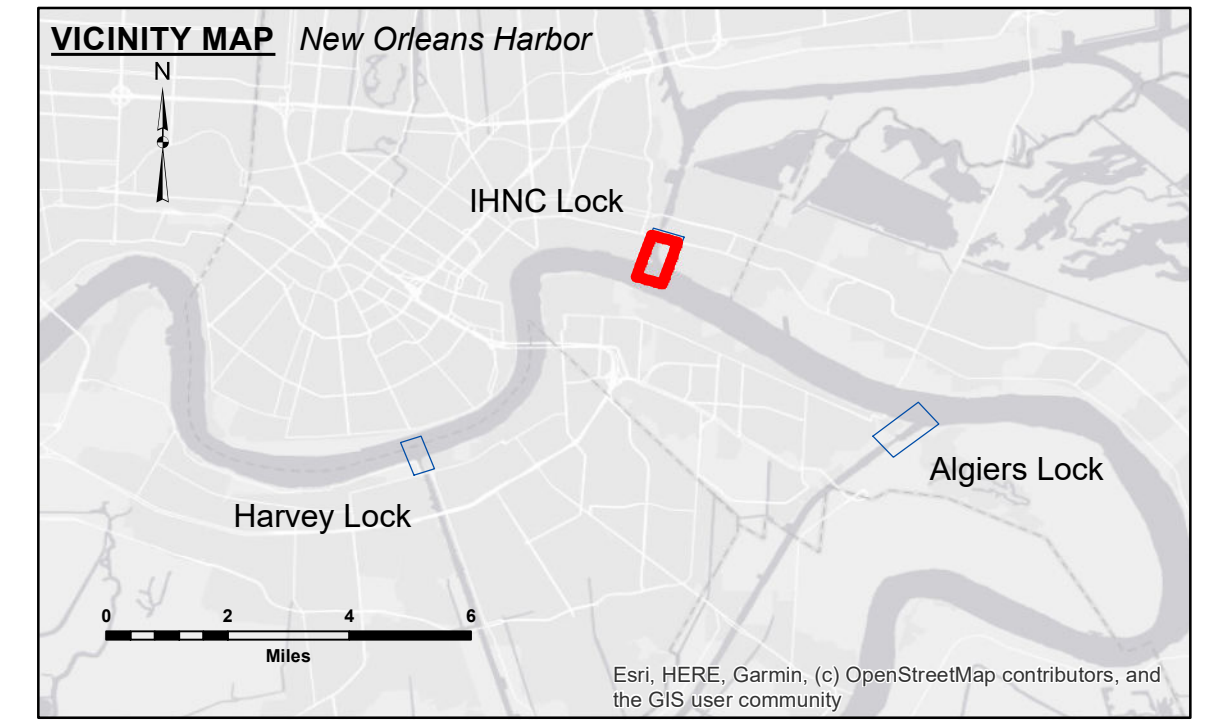 VICINITY MAP New Orleans Harbor
N
IHNC Lock
Algiers Lock
Harvey Lock
0 2 4 6
Miles
Esri, HERE, Garmin, (c) OpenStreetMap contributors, and
the GIS user community